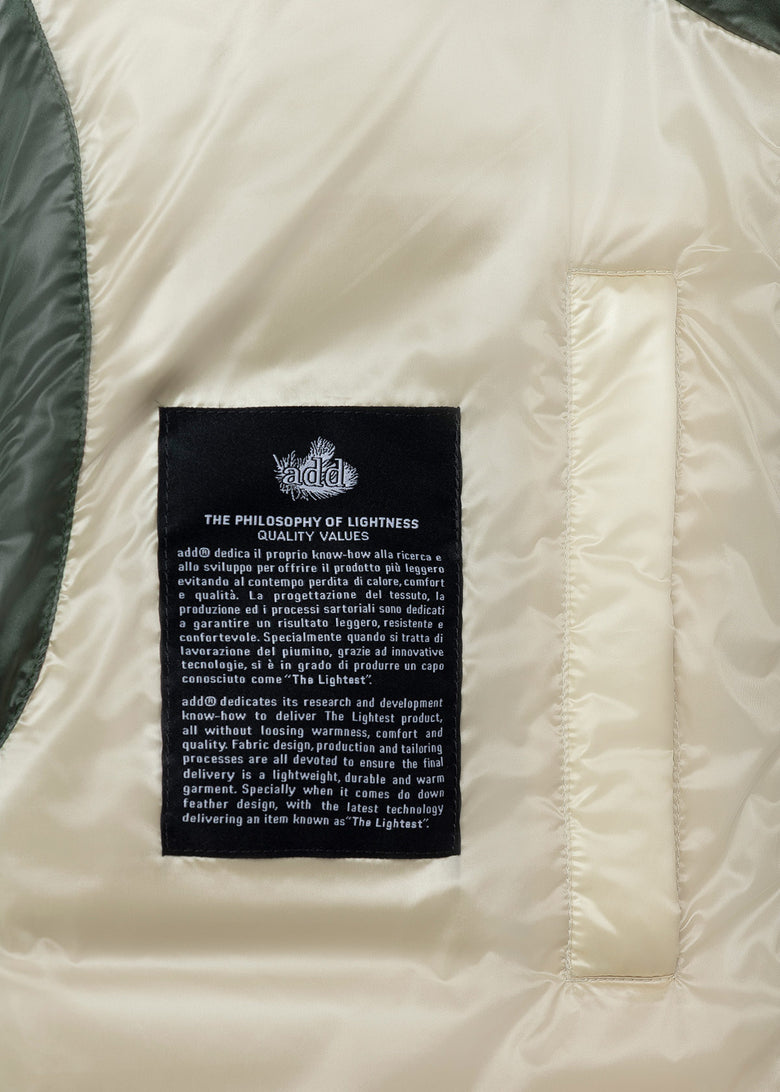 add
THE PHILOSOPHY OF LIGHTNESS
QUALITY VALUES
add® dedica il proprio know-how alla ricerca e
allo sviluppo per offrire il prodotto più leggero
evitando al contempo perdita di calore, comfort
e qualità. La progettazione del tessuto, la
produzione ed i processi sartoriali sono dedicati
a garantire un risultato leggero, resistente e
confortevole. Specialmente quando si tratta di
lavorazione del piumino, grazie ad innovative
tecnologie, si è in grado di produrre un capo
conosciuto come "The Lightest".
add® dedicates its research and development
know-how to deliver The Lightest product,
all without loosing warmness, comfort and
quality. Fabric design, production and tailoring
processes are all devoted to ensure the final
delivery is a lightweight, durable and warm
garment. Specially when it comes do down
feather design, with the latest technology
delivering an item known as "The Lightest".